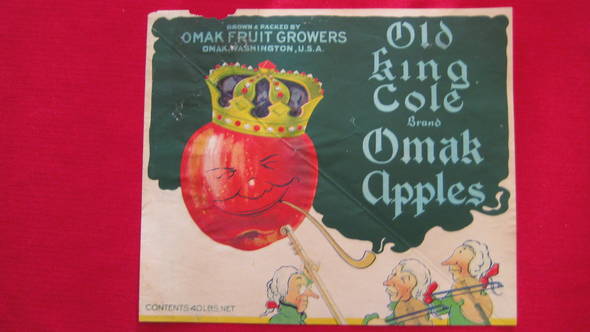 GROWN & PACKED BY
OMAK FRUIT GROWERS
OMAK, WASHINGTON, U.S.A.
Old
King
Cole
Brand
Omak
Apples
CONTENTS 40 LBS. NET